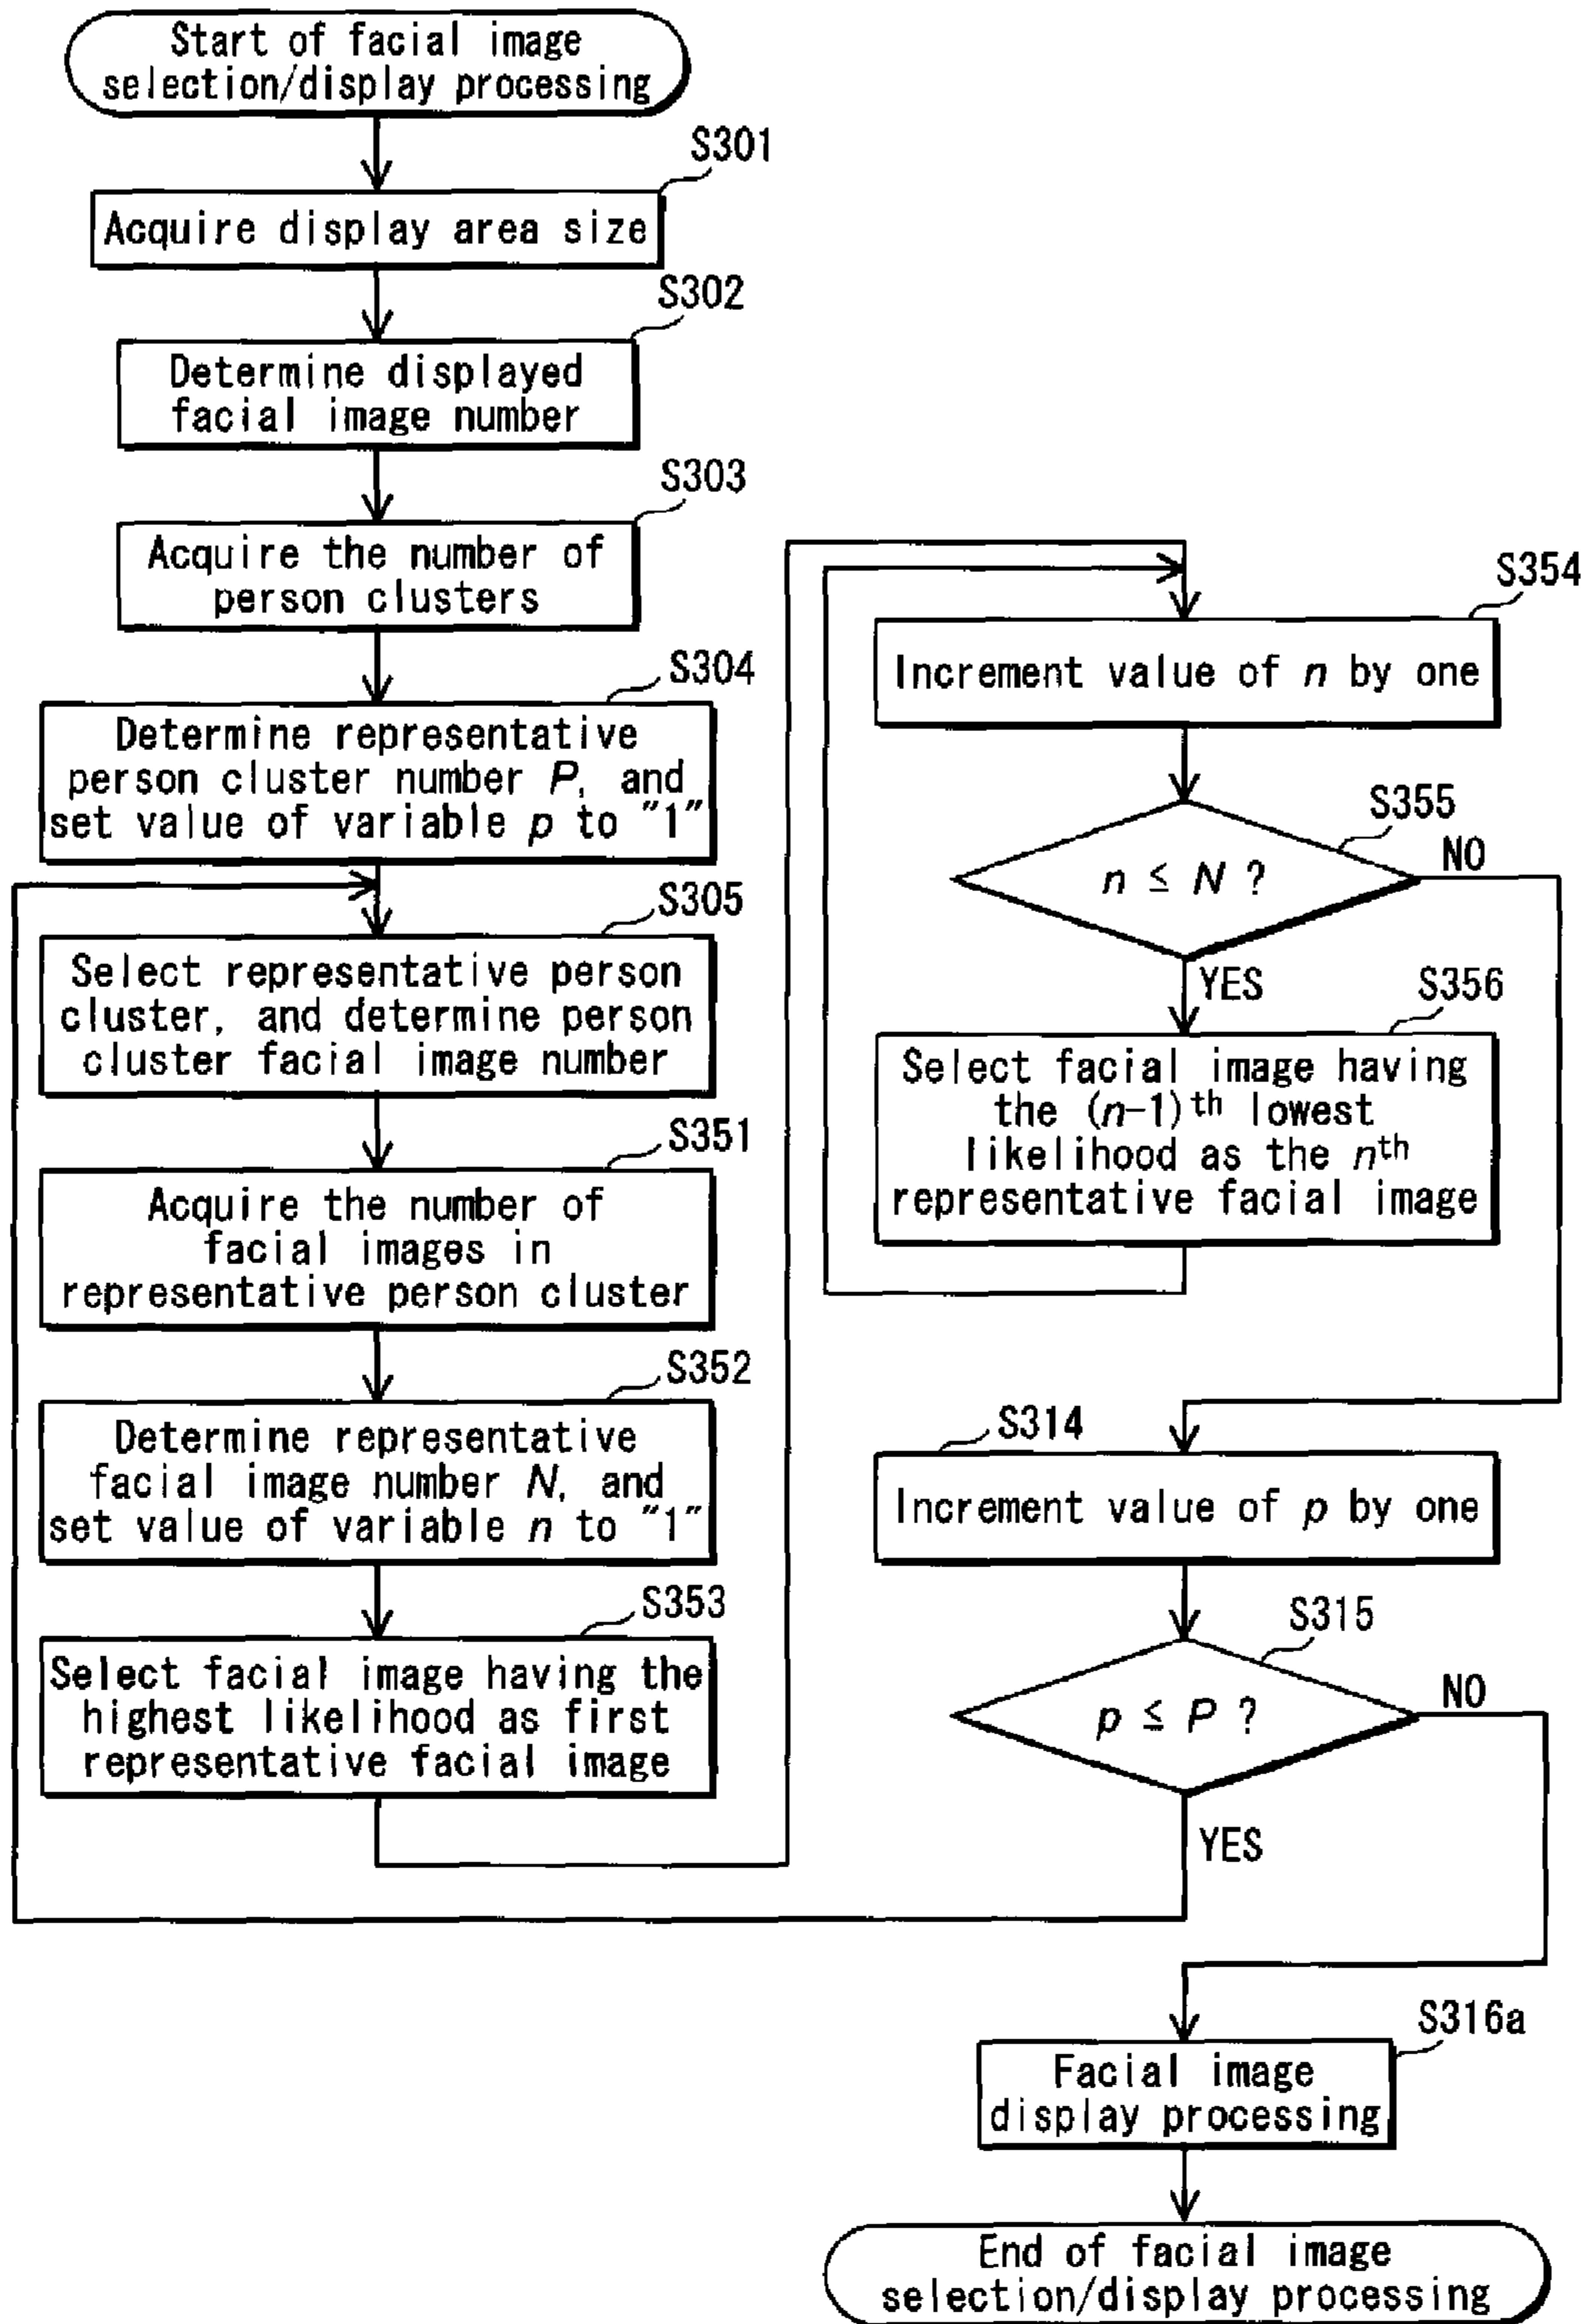 Start of facial image
selection/display processing
S301
Acquire display area size
S302
Determine displayed
facial image number
S303
Acquire the number of
person clusters
S304
Determine representative
person cluster number P, and
set value of variable p to "1"
S305
Select representative person
cluster, and determine person
cluster facial image number
S351
Acquire the number of
facial images in
representative person cluster
S352
Determine representative
facial image number N, and
set value of variable n to "1"
S353
Select facial image having the
highest likelihood as first
representative facial image
S354
Increment value of n by one
S355
n ≤ N ?
NO
YES
S356
Select facial image having
the (n-1)th lowest
likelihood as the nth
representative facial image
S314
Increment value of p by one
S315
p ≤ P ?
NO
YES
S316a
Facial image
display processing
End of facial image
selection/display processing